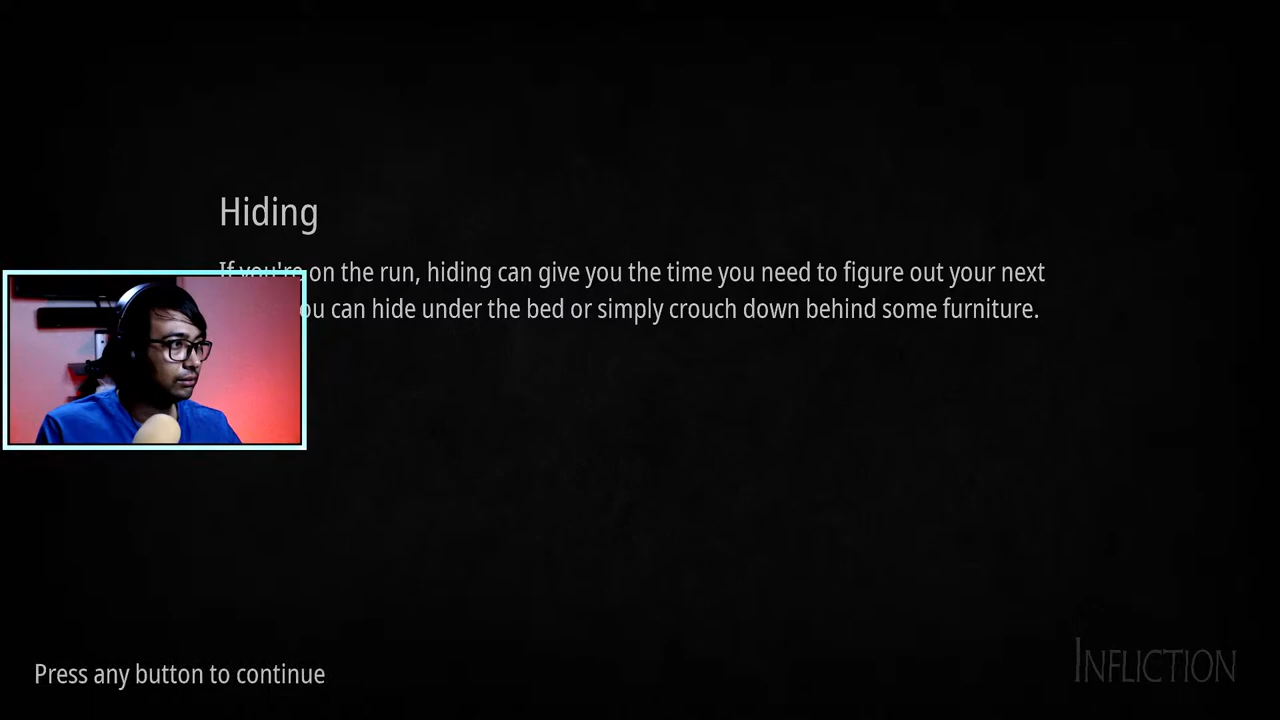 Hiding
If you're on the run, hiding can give you the time you need to figure out your next
ou can hide under the bed or simply crouch down behind some furniture.
Press any button to continue
INFLICTION